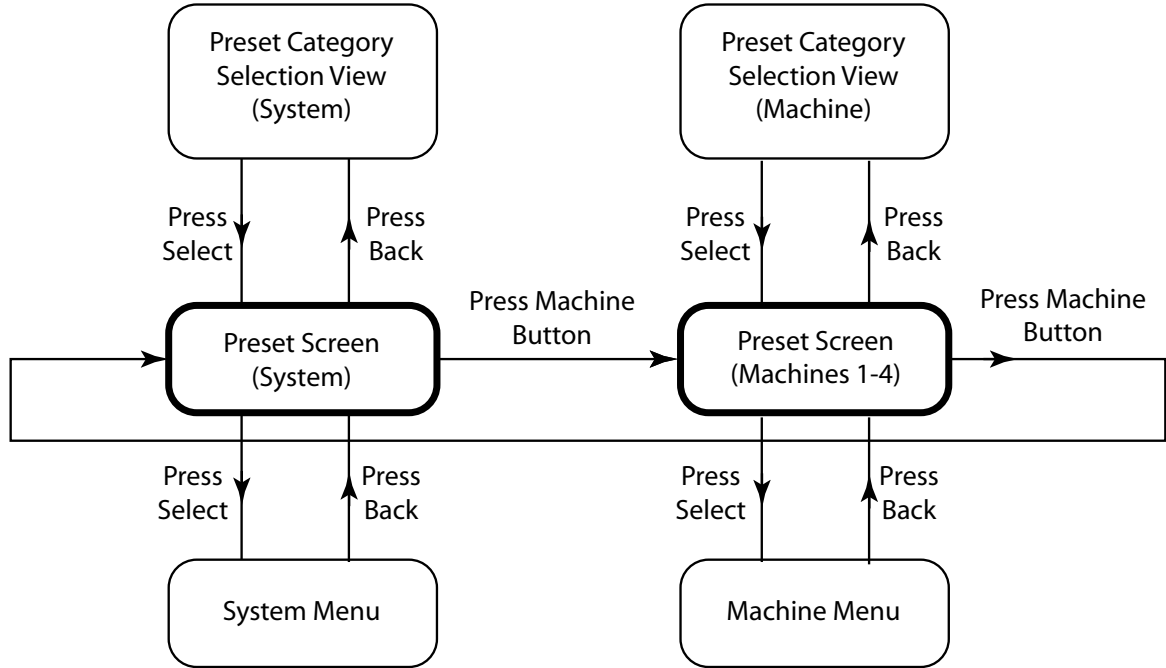 Preset Category
Selection View
(System)
Preset Category
Selection View
(Machine)
Press
Select
Press
Back
Press
Select
Press
Back
Preset Screen
(System)
Press Machine
Button
Preset Screen
(Machines 1-4)
Press Machine
Button
Press
Select
Press
Back
Press
Select
Press
Back
System Menu
Machine Menu